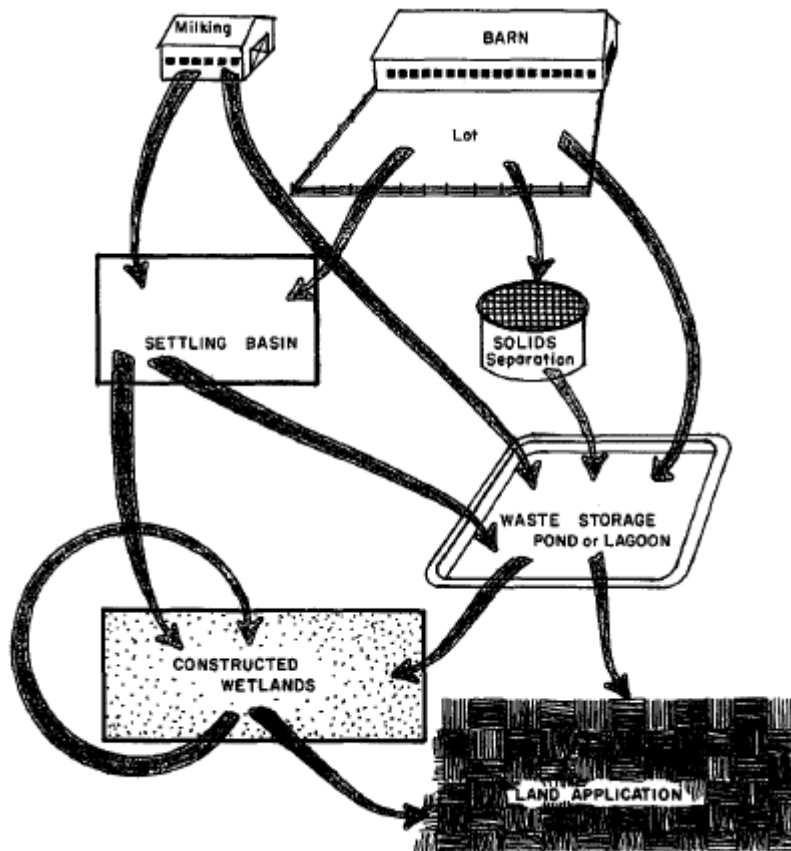 Milking
BARN
Lot
SETTLING BASIN
SOLIDS
Separation
WASTE STORAGE
POND or LAGOON
CONSTRUCTED
WETLANDS
LAND APPLICATION